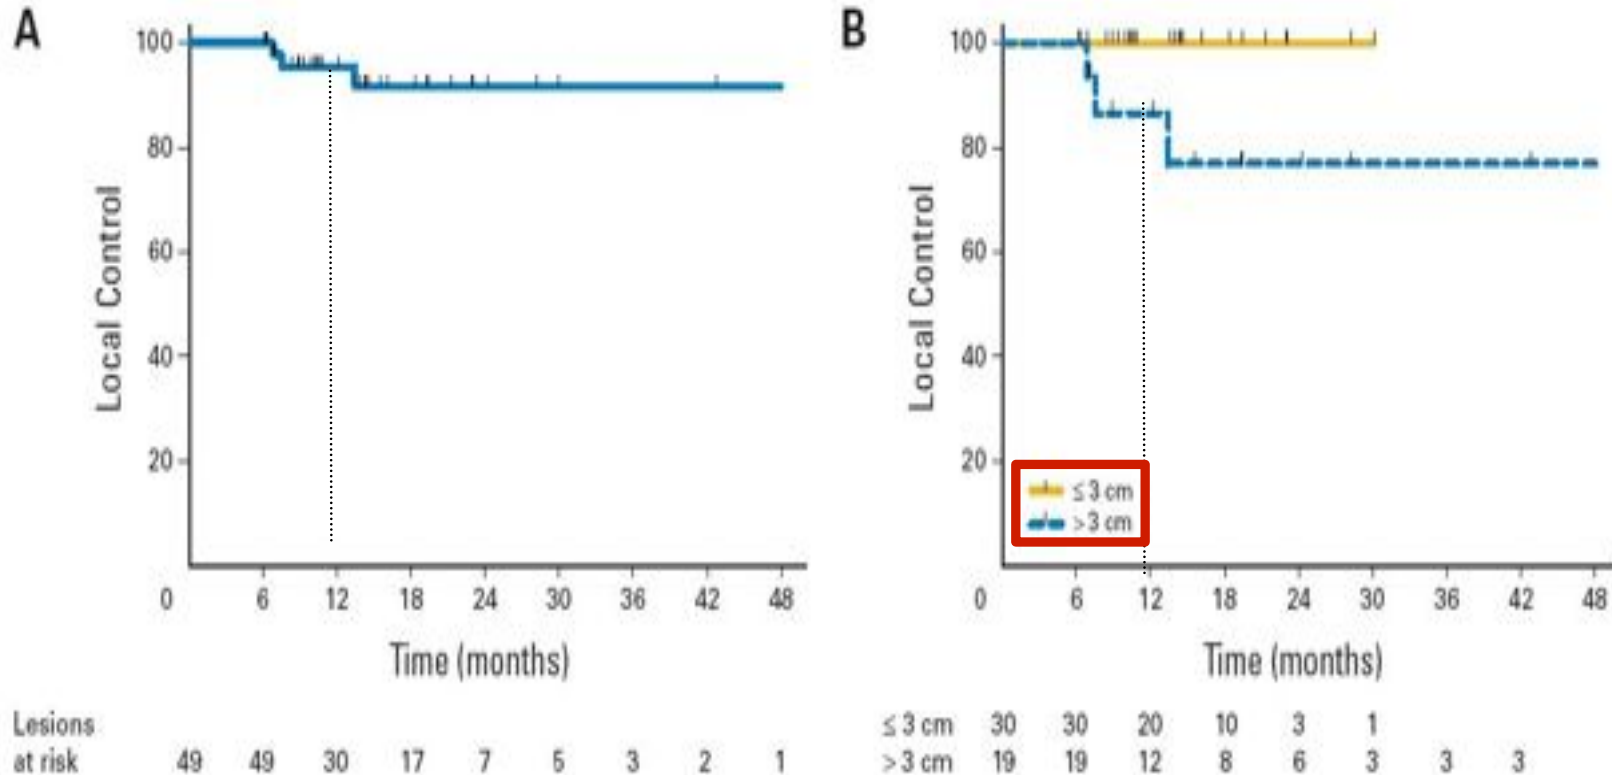 A
100
80
60
40
20
Local Control
0 6 12 18 24 30 36 42 48
Time (months)
Lesions
at risk 49 49 30 17 7 5 3 2 1
B
100
80
60
40
20
Local Control
≤ 3 cm
> 3 cm
0 6 12 18 24 30 36 42 48
Time (months)
≤ 3 cm 30 30 20 10 3 1
> 3 cm 19 19 12 8 6 3 3 3